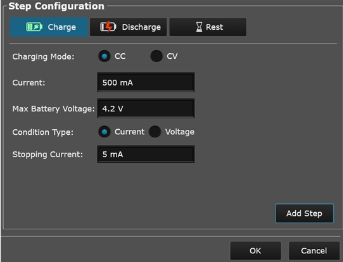 Step Configuration
Charge Discharge Rest
Charging Mode: CC CV
Current: 500 mA
Max Battery Voltage: 4.2 V
Condition Type: Current Voltage
Stopping Current: 5 mA
Add Step
OK Cancel